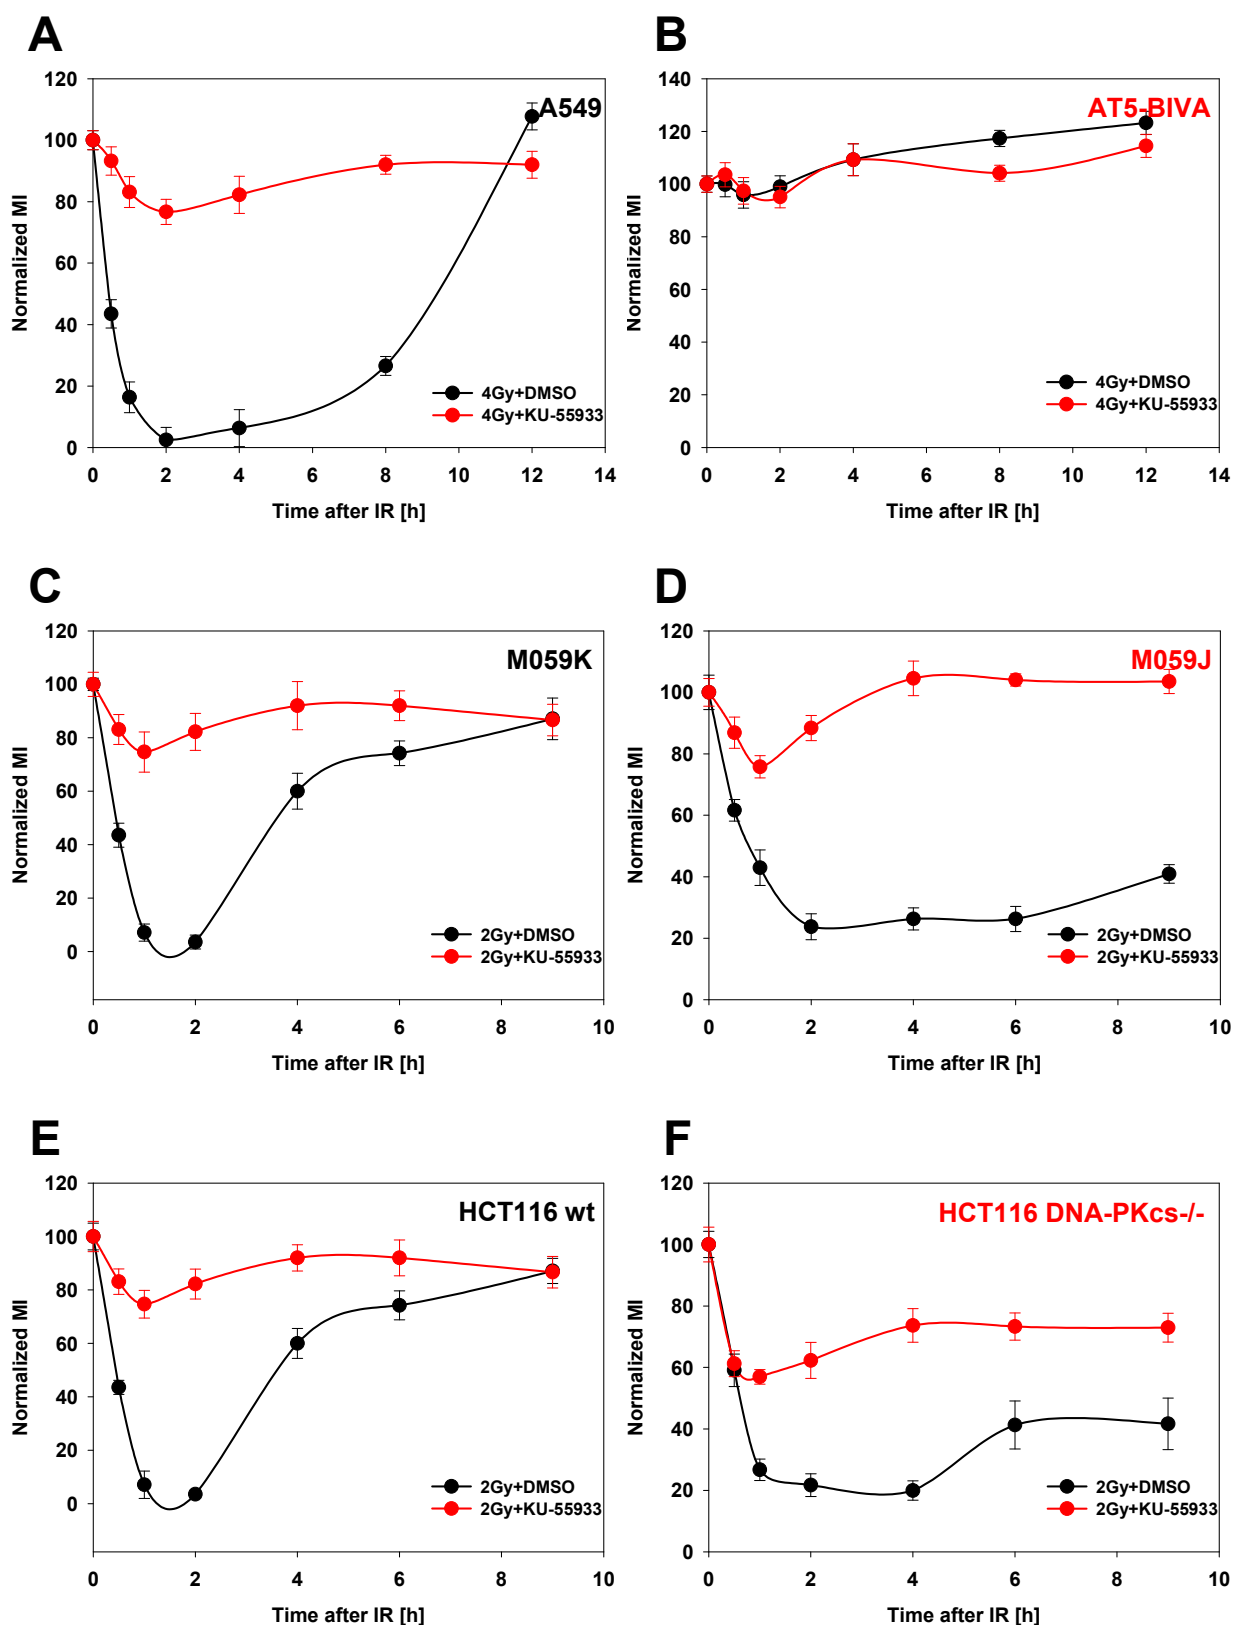 A
B
A549
AT5-BIVA
Normalized MI
120
100
80
60
40
20
0
4Gy+DMSO
4Gy+KU-55933
0 2 4 6 8 10 12 14
Time after IR [h]
Normalized MI
140
120
100
80
60
40
20
0
4Gy+DMSO
4Gy+KU-55933
0 2 4 6 8 10 12 14
Time after IR [h]
C
D
M059K
M059J
Normalized MI
120
100
80
60
40
20
0
2Gy+DMSO
2Gy+KU-55933
0 2 4 6 8 10
Time after IR [h]
Normalized MI
120
100
80
60
40
20
0
2Gy+DMSO
2Gy+KU-55933
0 2 4 6 8 10
Time after IR [h]
E
F
HCT116 wt
HCT116 DNA-PKcs-/-
Normalized MI
120
100
80
60
40
20
0
2Gy+DMSO
2Gy+KU-55933
0 2 4 6 8 10
Time after IR [h]
Normalized MI
120
100
80
60
40
20
0
2Gy+DMSO
2Gy+KU-55933
0 2 4 6 8 10
Time after IR [h]